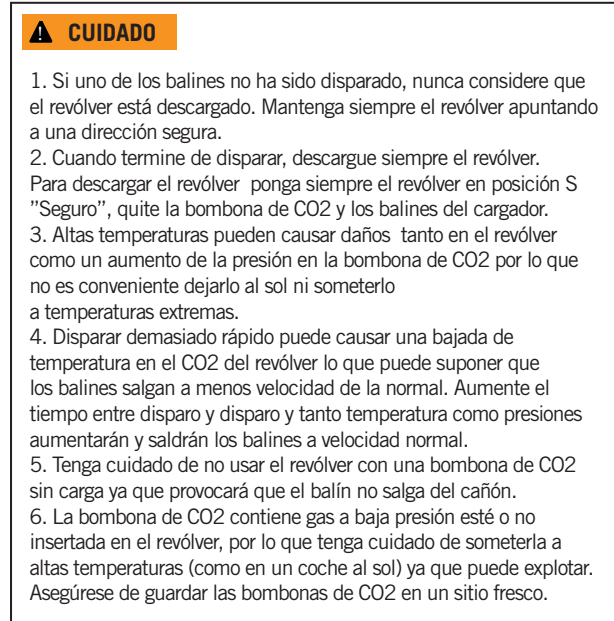 CUIDADO
1. Si uno de los balines no ha sido disparado, nunca considere que
el revólver está descargado. Mantenga siempre el revólver apuntando
a una dirección segura.
2. Cuando termine de disparar, descargue siempre el revólver.
Para descargar el revólver  ponga siempre el revólver en posición S
”Seguro”, quite la bombona de CO2 y los balines del cargador.
3. Altas temperaturas pueden causar daños  tanto en el revólver
como un aumento de la presión en la bombona de CO2 por lo que
no es conveniente dejarlo al sol ni someterlo
a temperaturas extremas.
4. Disparar demasiado rápido puede causar una bajada de
temperatura en el CO2 del revólver lo que puede suponer que
los balines salgan a menos velocidad de la normal. Aumente el
tiempo entre disparo y disparo y tanto temperatura como presiones
aumentarán y saldrán los balines a velocidad normal.
5. Tenga cuidado de no usar el revólver con una bombona de CO2
sin carga ya que provocará que el balín no salga del cañón.
6. La bombona de CO2 contiene gas a baja presión esté o no
insertada en el revólver, por lo que tenga cuidado de someterla a
altas temperaturas (como en un coche al sol) ya que puede explotar.
Asegúrese de guardar las bombonas de CO2 en un sitio fresco.